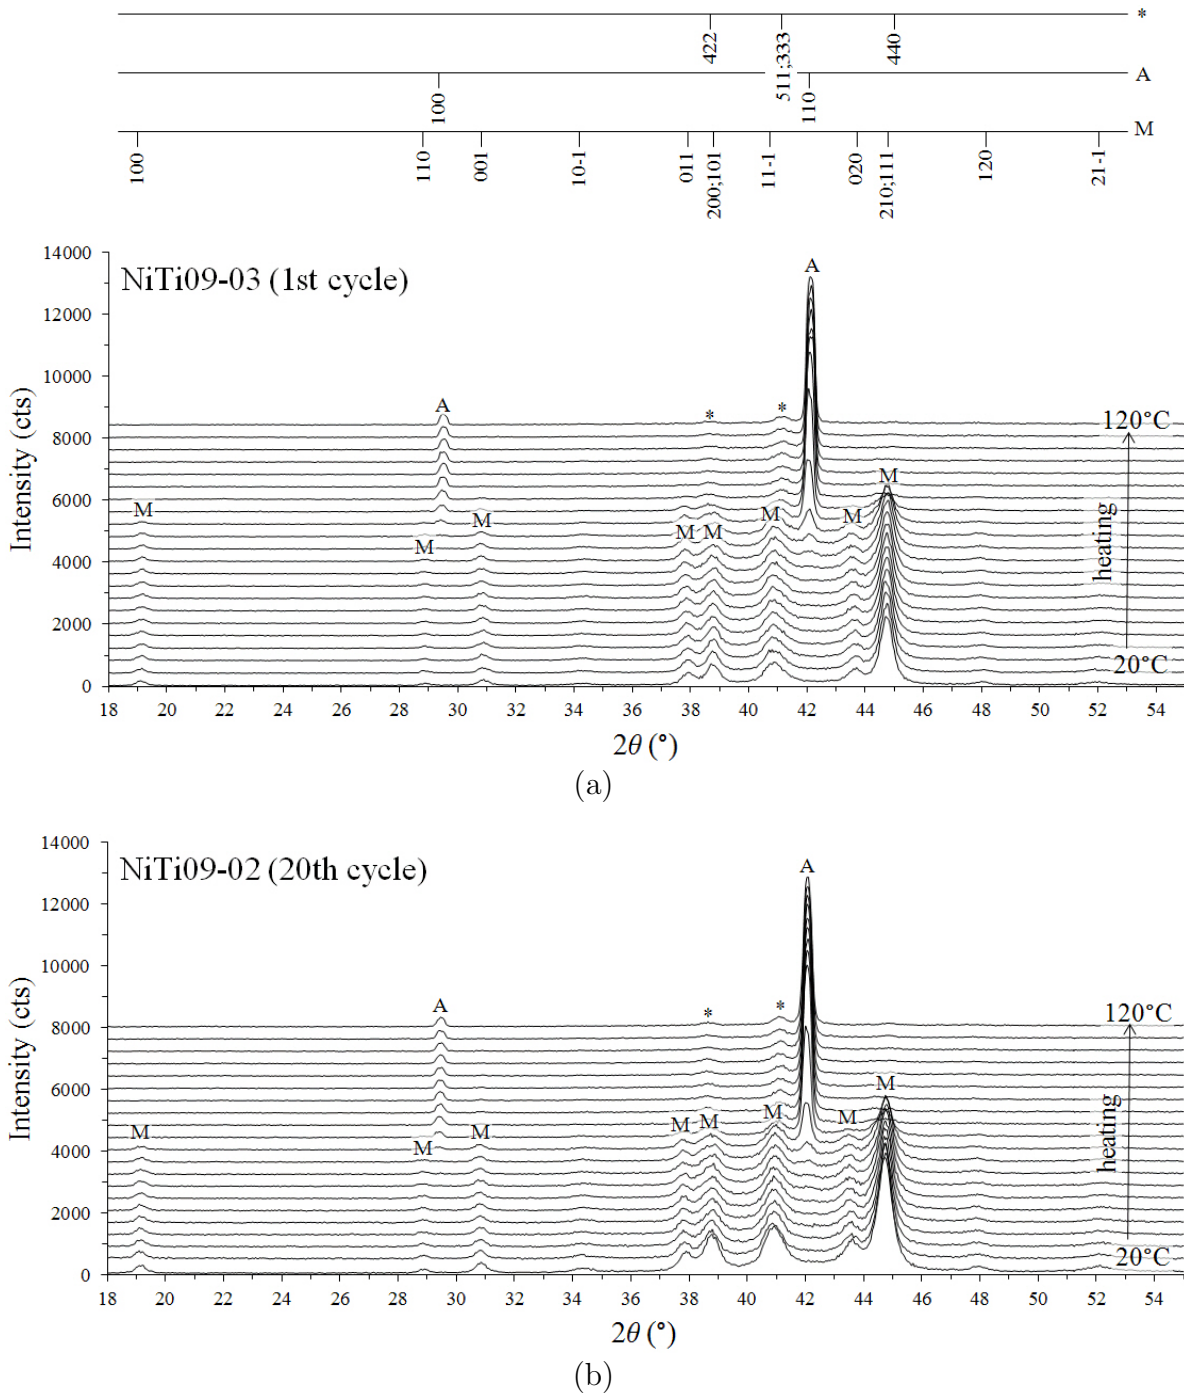 *
422
511;333
440
A
100
110
M
100
110
001
10-1
011
200;101
11-1
020
210;111
120
21-1
NiTi09-03 (1st cycle)
Intensity (cts)
14000
12000
10000
8000
6000
4000
2000
0
A
A
*
*
M
M
M
M
M
M
M
M
120°C
heating
20°C
18 20 22 24 26 28 30 32 34 36 38 40 42 44 46 48 50 52 54
2θ (°)
(a)
NiTi09-02 (20th cycle)
Intensity (cts)
14000
12000
10000
8000
6000
4000
2000
0
A
A
*
*
M
M
M
M
M
M
M
M
120°C
heating
20°C
18 20 22 24 26 28 30 32 34 36 38 40 42 44 46 48 50 52 54
2θ (°)
(b)